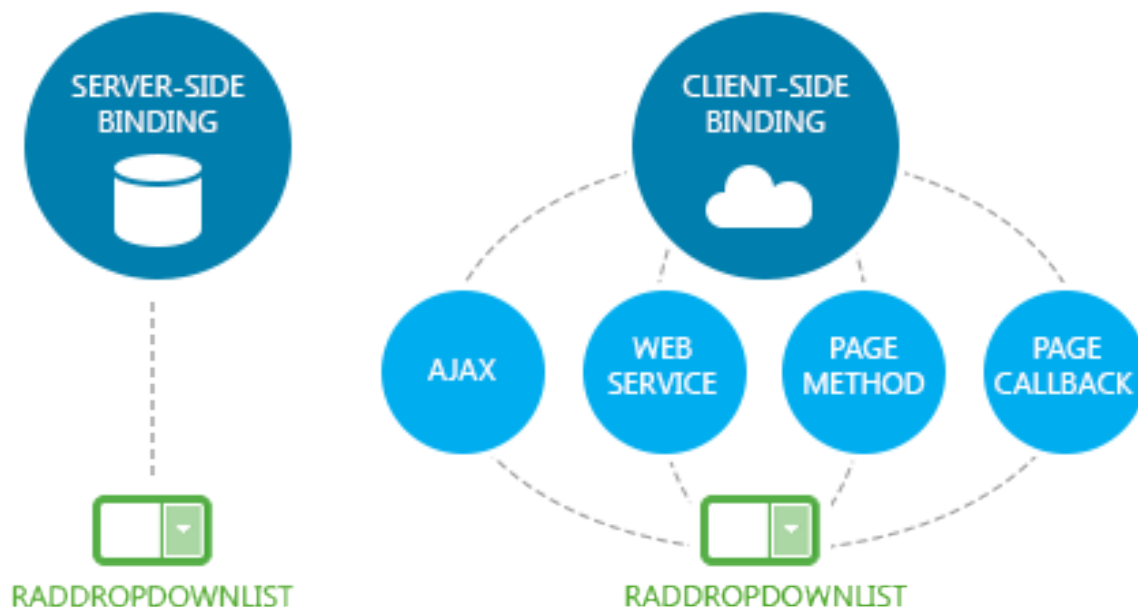 SERVER-SIDE
BINDING
CLIENT-SIDE
BINDING
AJAX
WEB
SERVICE
PAGE
METHOD
PAGE
CALLBACK
RADDROPDOWNLIST
RADDROPDOWNLIST